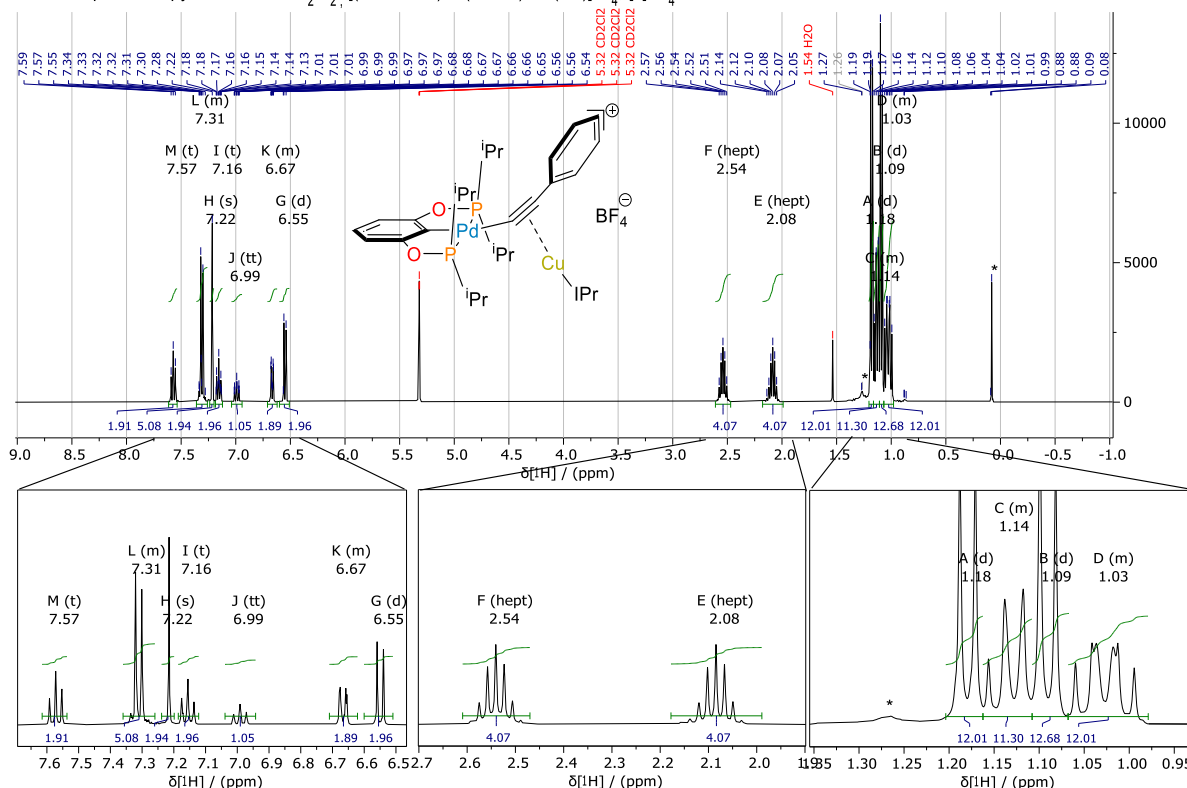 7.59 7.57 7.55 7.34 7.33 7.32 7.32 7.31 7.30 7.28 7.22 7.18 7.18 7.17 7.16 7.16 7.15 7.14 7.14 7.13 7.01 7.01 7.01 6.99 6.99 6.99 6.97 6.97 6.97 6.68 6.68 6.67 6.67 6.66 6.66 6.65 6.56 6.56 6.54 5.32 CD2Cl2 5.32 CD2Cl2 5.32 CD2Cl2 2.57 2.56 2.54 2.52 2.51 2.14 2.12 2.10 2.08 2.07 2.05 1.54 H2O 1.27 1.26 1.19 1.19 1.17 1.16 1.14 1.12 1.10 1.08 1.06 1.04 1.04 1.02 1.01 0.99 0.88 0.88 0.09 0.08
L (m)
7.31
D (m)
1.03
M (t)
7.57
I (t)
7.16
K (m)
6.67
F (hept)
2.54
B (d)
1.09
H (s)
7.22
G (d)
6.55
E (hept)
2.08
A (d)
1.18
J (tt)
6.99
C (m)
1.14
10000
5000
0
iPr
iPr
O
P
Pd
O
P
iPr
iPr
Cu
IPr
+
BF4
−
*
*
1.91 5.08 1.94 1.96 1.05 1.89 1.96 4.07 4.07 12.01 11.30 12.68 12.01
9.0 8.5 8.0 7.5 7.0 6.5 6.0 5.5 5.0 4.5 4.0 3.5 3.0 2.5 2.0 1.5 1.0 0.5 0.0 -0.5 -1.0
δ[1H] / (ppm)
L (m)
7.31
I (t)
7.16
K (m)
6.67
M (t)
7.57
H (s)
7.22
J (tt)
6.99
G (d)
6.55
1.91 5.08 1.94 1.96 1.05 1.89 1.96
7.6 7.5 7.4 7.3 7.2 7.1 7.0 6.9 6.8 6.7 6.6 6.5
δ[1H] / (ppm)
F (hept)
2.54
E (hept)
2.08
4.07 4.07
2.7 2.6 2.5 2.4 2.3 2.2 2.1 2.0 1.9
δ[1H] / (ppm)
C (m)
1.14
A (d)
1.18
B (d)
1.09
D (m)
1.03
*
12.01 11.30 12.68 12.01
1.35 1.30 1.25 1.20 1.15 1.10 1.05 1.00 0.95
δ[1H] / (ppm)